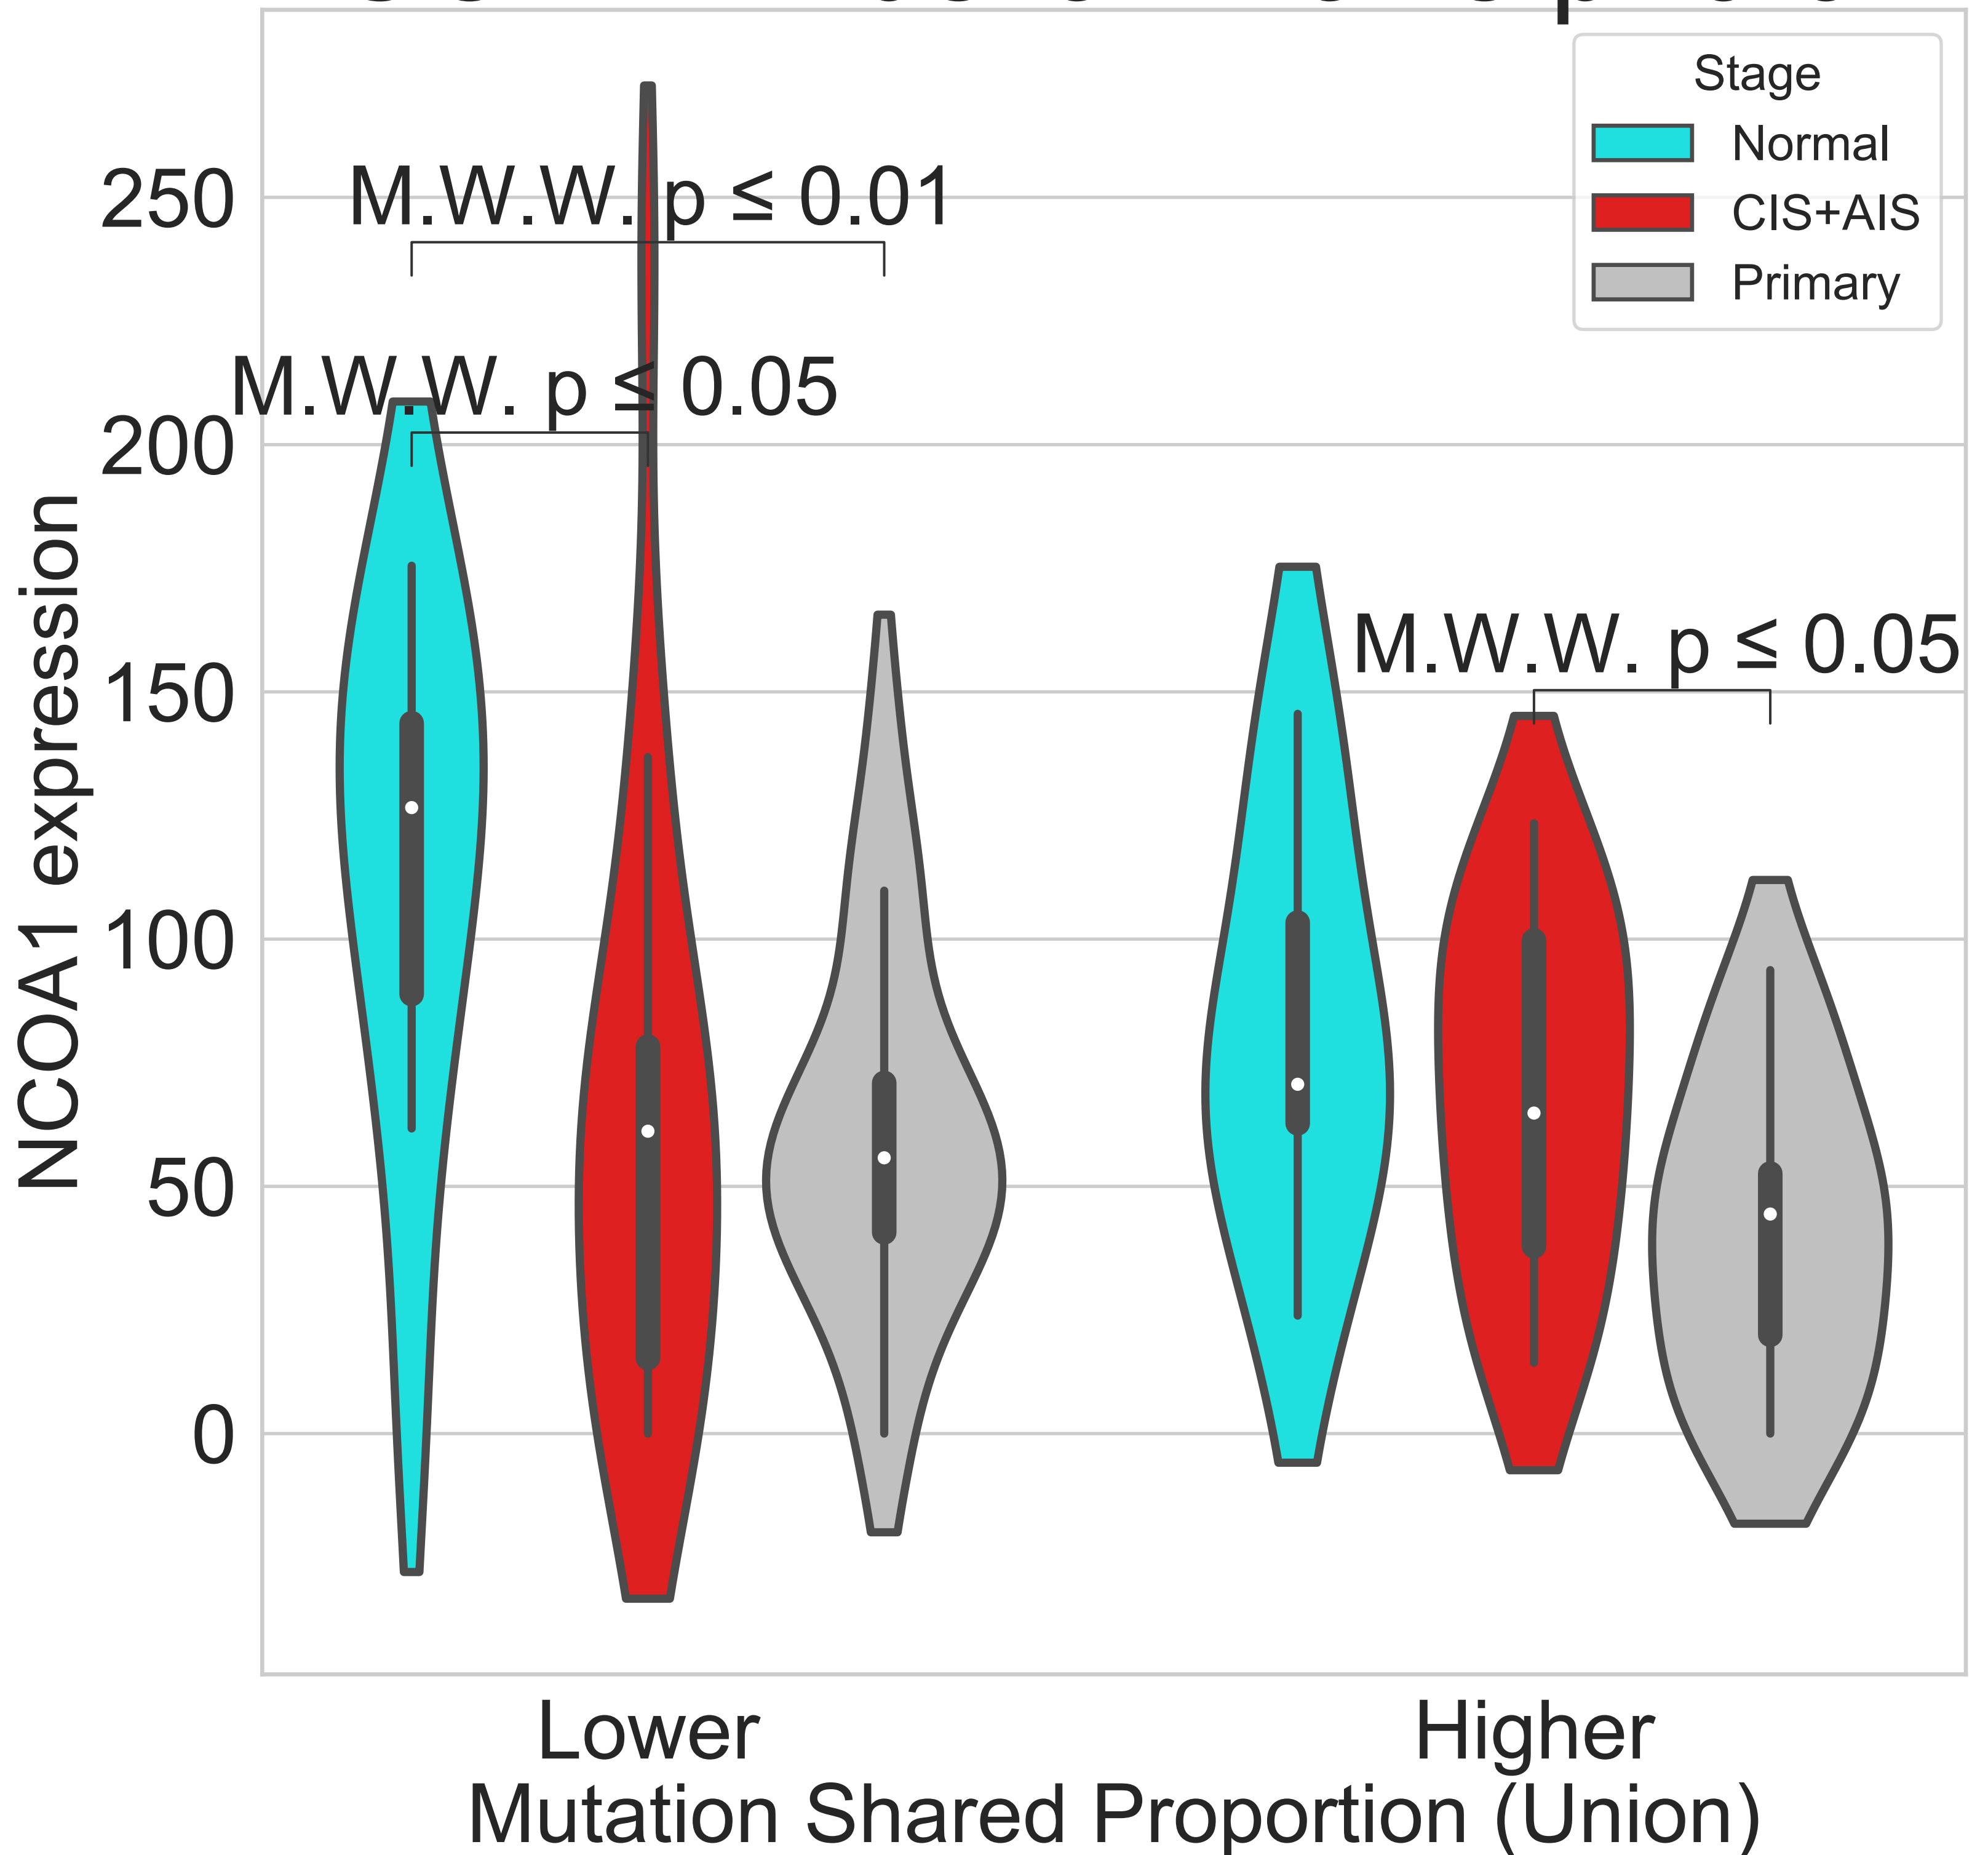 Stage
Normal
CIS+AIS
Primary
M.W.W. p ≤ 0.01
M.W.W. p ≤ 0.05
M.W.W. p ≤ 0.05
250
200
150
100
50
0
NCOA1 expression
Lower
Higher
Mutation Shared Proportion (Union)